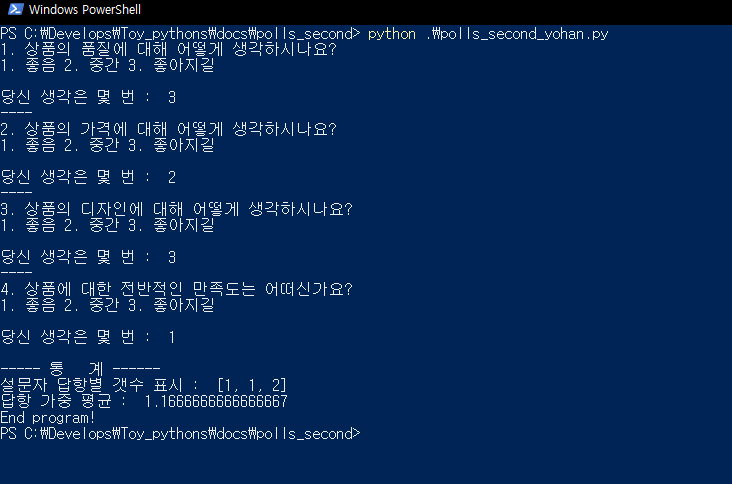 Windows PowerShell
PS C:\Develops\Toy_pythons\docs\polls_second> python .\polls_second_yohan.py
1. 상품의 품질에 대해 어떻게 생각하시나요?
1. 좋음 2. 중간 3. 좋아지길
당신 생각은 몇 번 :  3
----
2. 상품의 가격에 대해 어떻게 생각하시나요?
1. 좋음 2. 중간 3. 좋아지길
당신 생각은 몇 번 :  2
----
3. 상품의 디자인에 대해 어떻게 생각하시나요?
1. 좋음 2. 중간 3. 좋아지길
당신 생각은 몇 번 :  3
----
4. 상품에 대한 전반적인 만족도는 어떠신가요?
1. 좋음 2. 중간 3. 좋아지길
당신 생각은 몇 번 :  1
----- 통   계 ------
설문자 답항별 갯수 표시 :  [1, 1, 2]
답항 가중 평균 :  1.1666666666666667
End program!
PS C:\Develops\Toy_pythons\docs\polls_second>